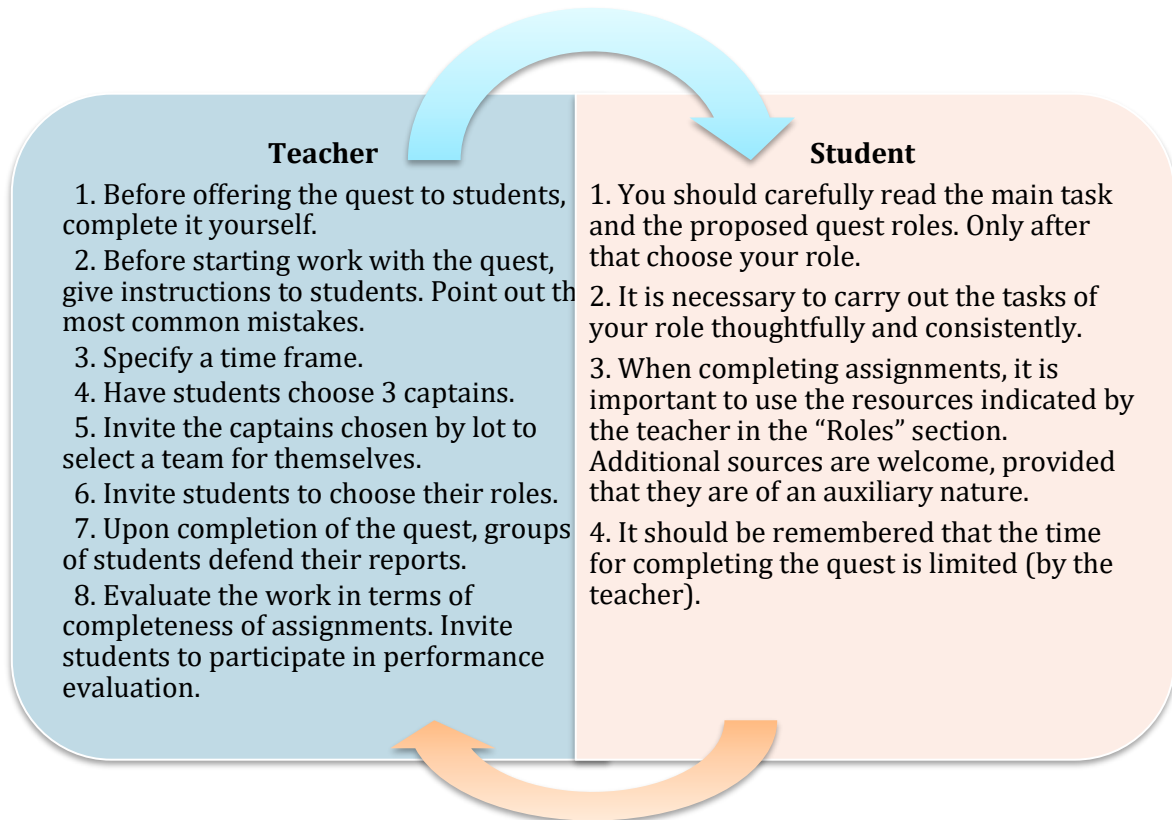 Teacher
1. Before offering the quest to students,
complete it yourself.
2. Before starting work with the quest,
give instructions to students. Point out th
most common mistakes.
3. Specify a time frame.
4. Have students choose 3 captains.
5. Invite the captains chosen by lot to
select a team for themselves.
6. Invite students to choose their roles.
7. Upon completion of the quest, groups
of students defend their reports.
8. Evaluate the work in terms of
completeness of assignments. Invite
students to participate in performance
evaluation.
Student
1. You should carefully read the main task
and the proposed quest roles. Only after
that choose your role.
2. It is necessary to carry out the tasks of
your role thoughtfully and consistently.
3. When completing assignments, it is
important to use the resources indicated by
the teacher in the “Roles” section.
Additional sources are welcome, provided
that they are of an auxiliary nature.
4. It should be remembered that the time
for completing the quest is limited (by the
teacher).